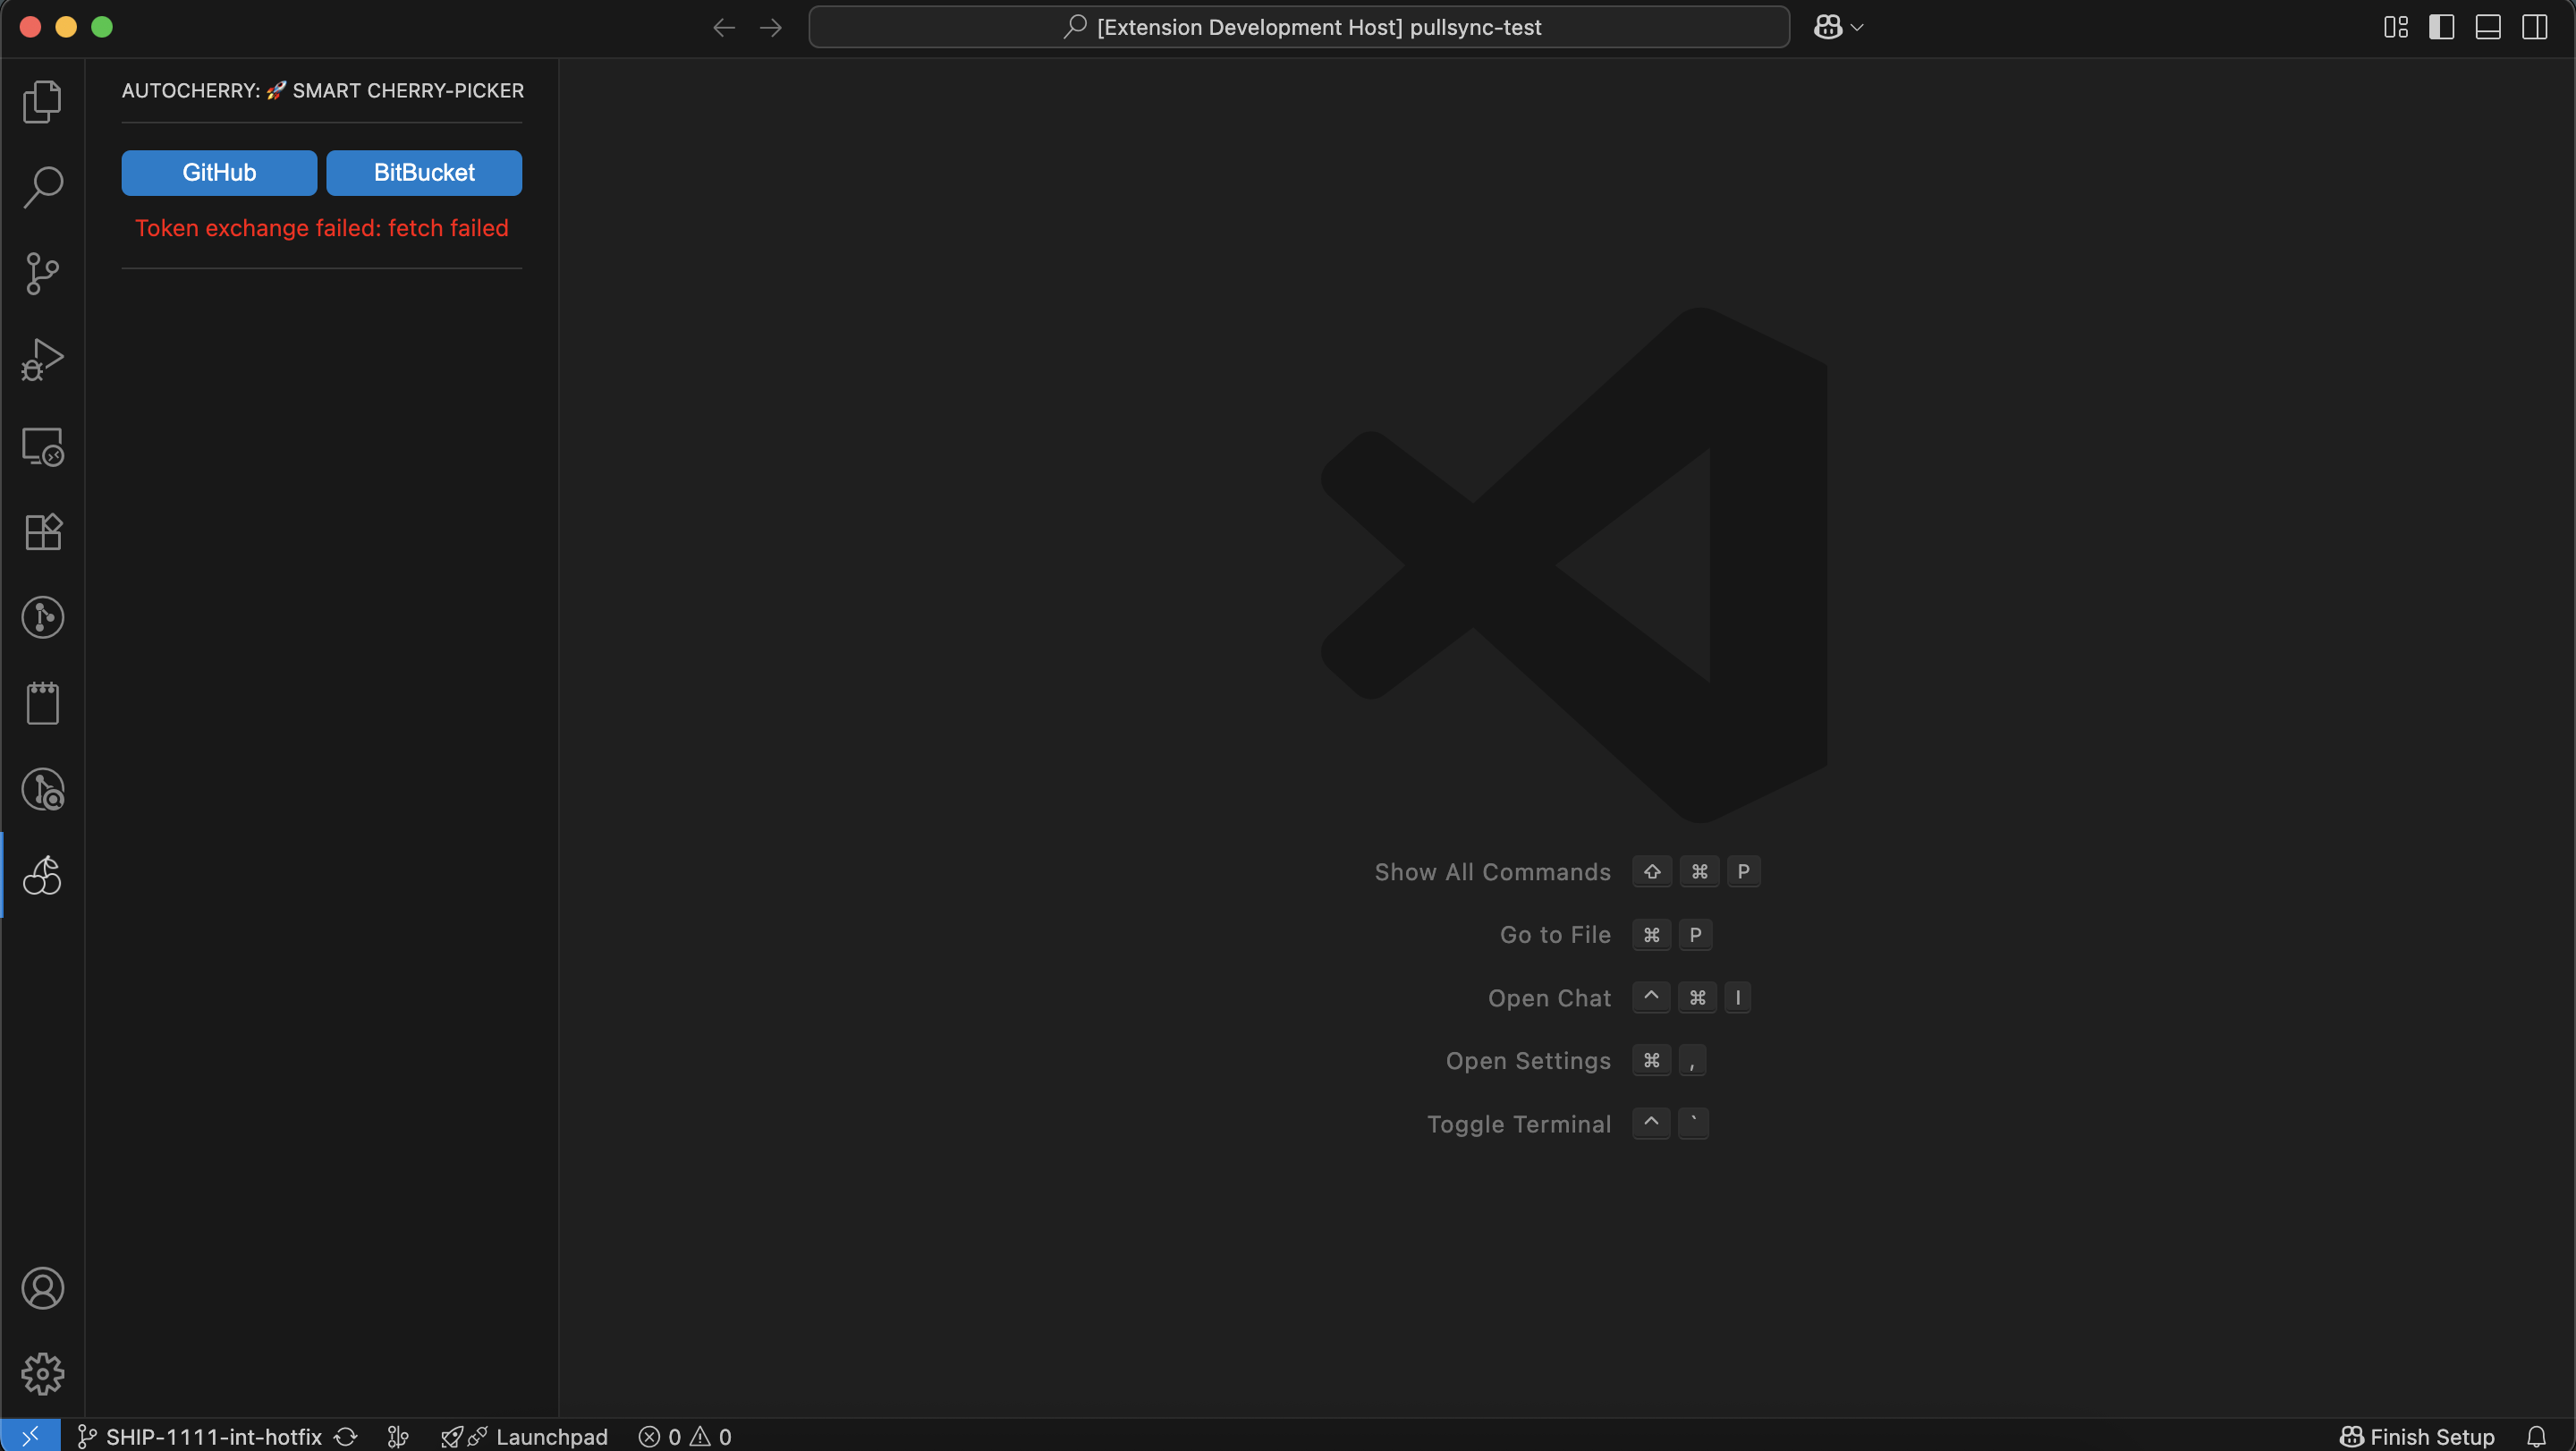 [Extension Development Host] pullsync-test
AUTOCHERRY: 🚀 SMART CHERRY-PICKER
GitHub BitBucket
Token exchange failed: fetch failed
Show All Commands ⇧ ⌘ P
Go to File ⌘ P
Open Chat ^ ⌘ I
Open Settings ⌘ ,
Toggle Terminal ^ `
SHIP-1111-int-hotfix Launchpad 0 0 Finish Setup